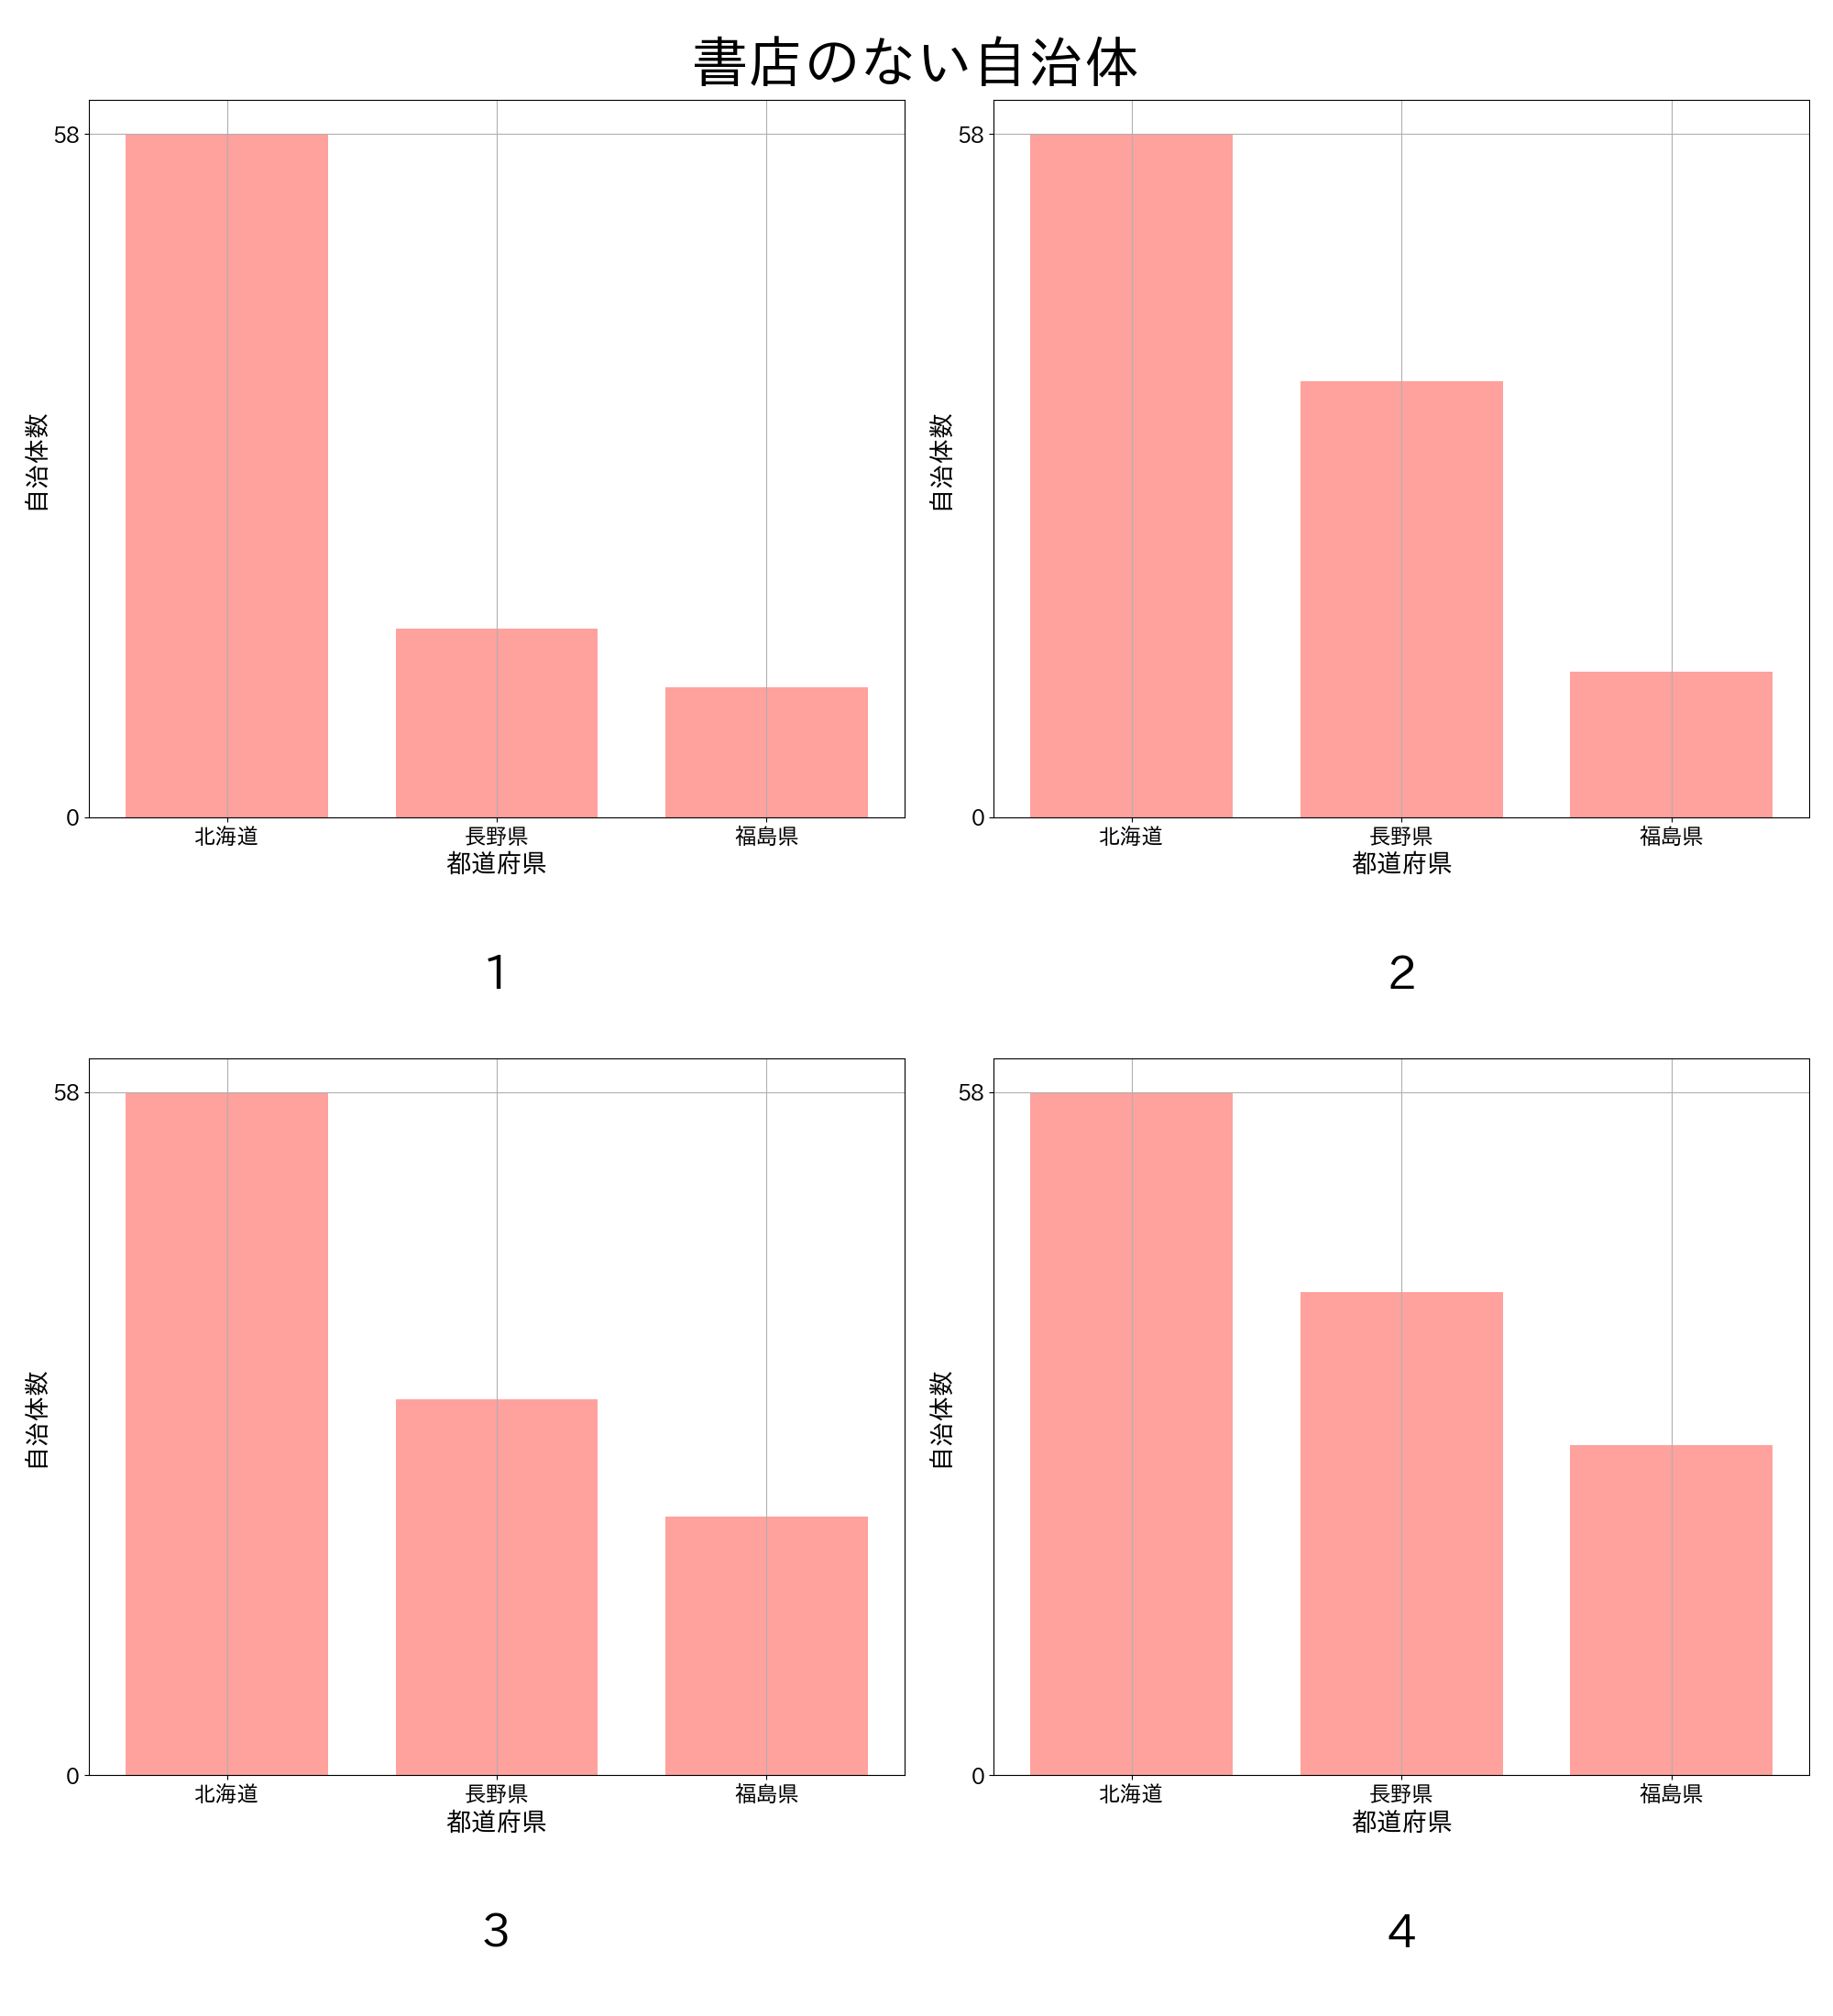 書店のない自治体
58
0
自治体数
北海道 長野県 福島県
都道府県
1
58
0
自治体数
北海道 長野県 福島県
都道府県
2
58
0
自治体数
北海道 長野県 福島県
都道府県
3
58
0
自治体数
北海道 長野県 福島県
都道府県
4